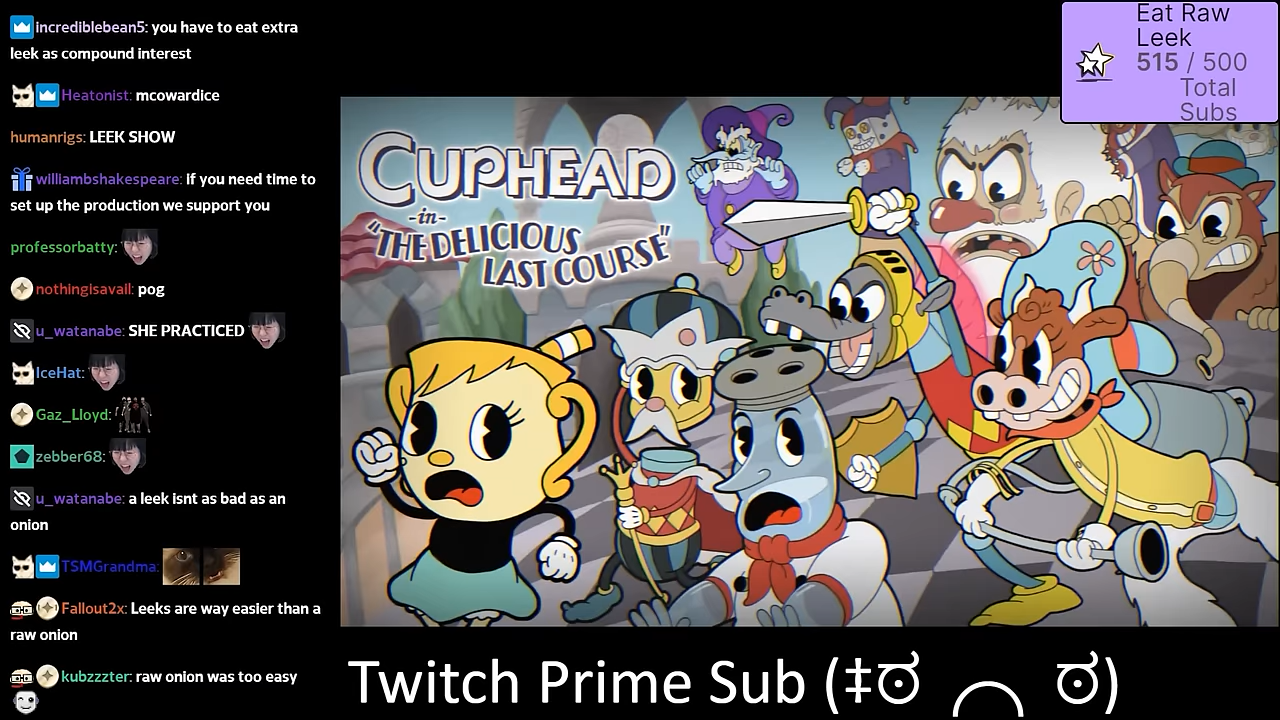 incrediblebean5: you have to eat extra
leek as compound interest
Heatonist: mcowardice
humanrigs: LEEK SHOW
williambshakespeare: If you need time to
set up the production we support you
professorbatty:
nothingisavail: pog
u_watanabe: SHE PRACTICED
IceHat:
Gaz_Lloyd:
zebber68:
u_watanabe: a leek isnt as bad as an
onion
TSMGrandma:
Fallout2x: Leeks are way easier than a
raw onion
kubzzzter: raw onion was too easy
Eat Raw
Leek
515 / 500
Total
Subs
CUPHEAD
-in-
"THE DELICIOUS
LAST COURSE"
Twitch Prime Sub (‡ಠ ⁔ ಠ)